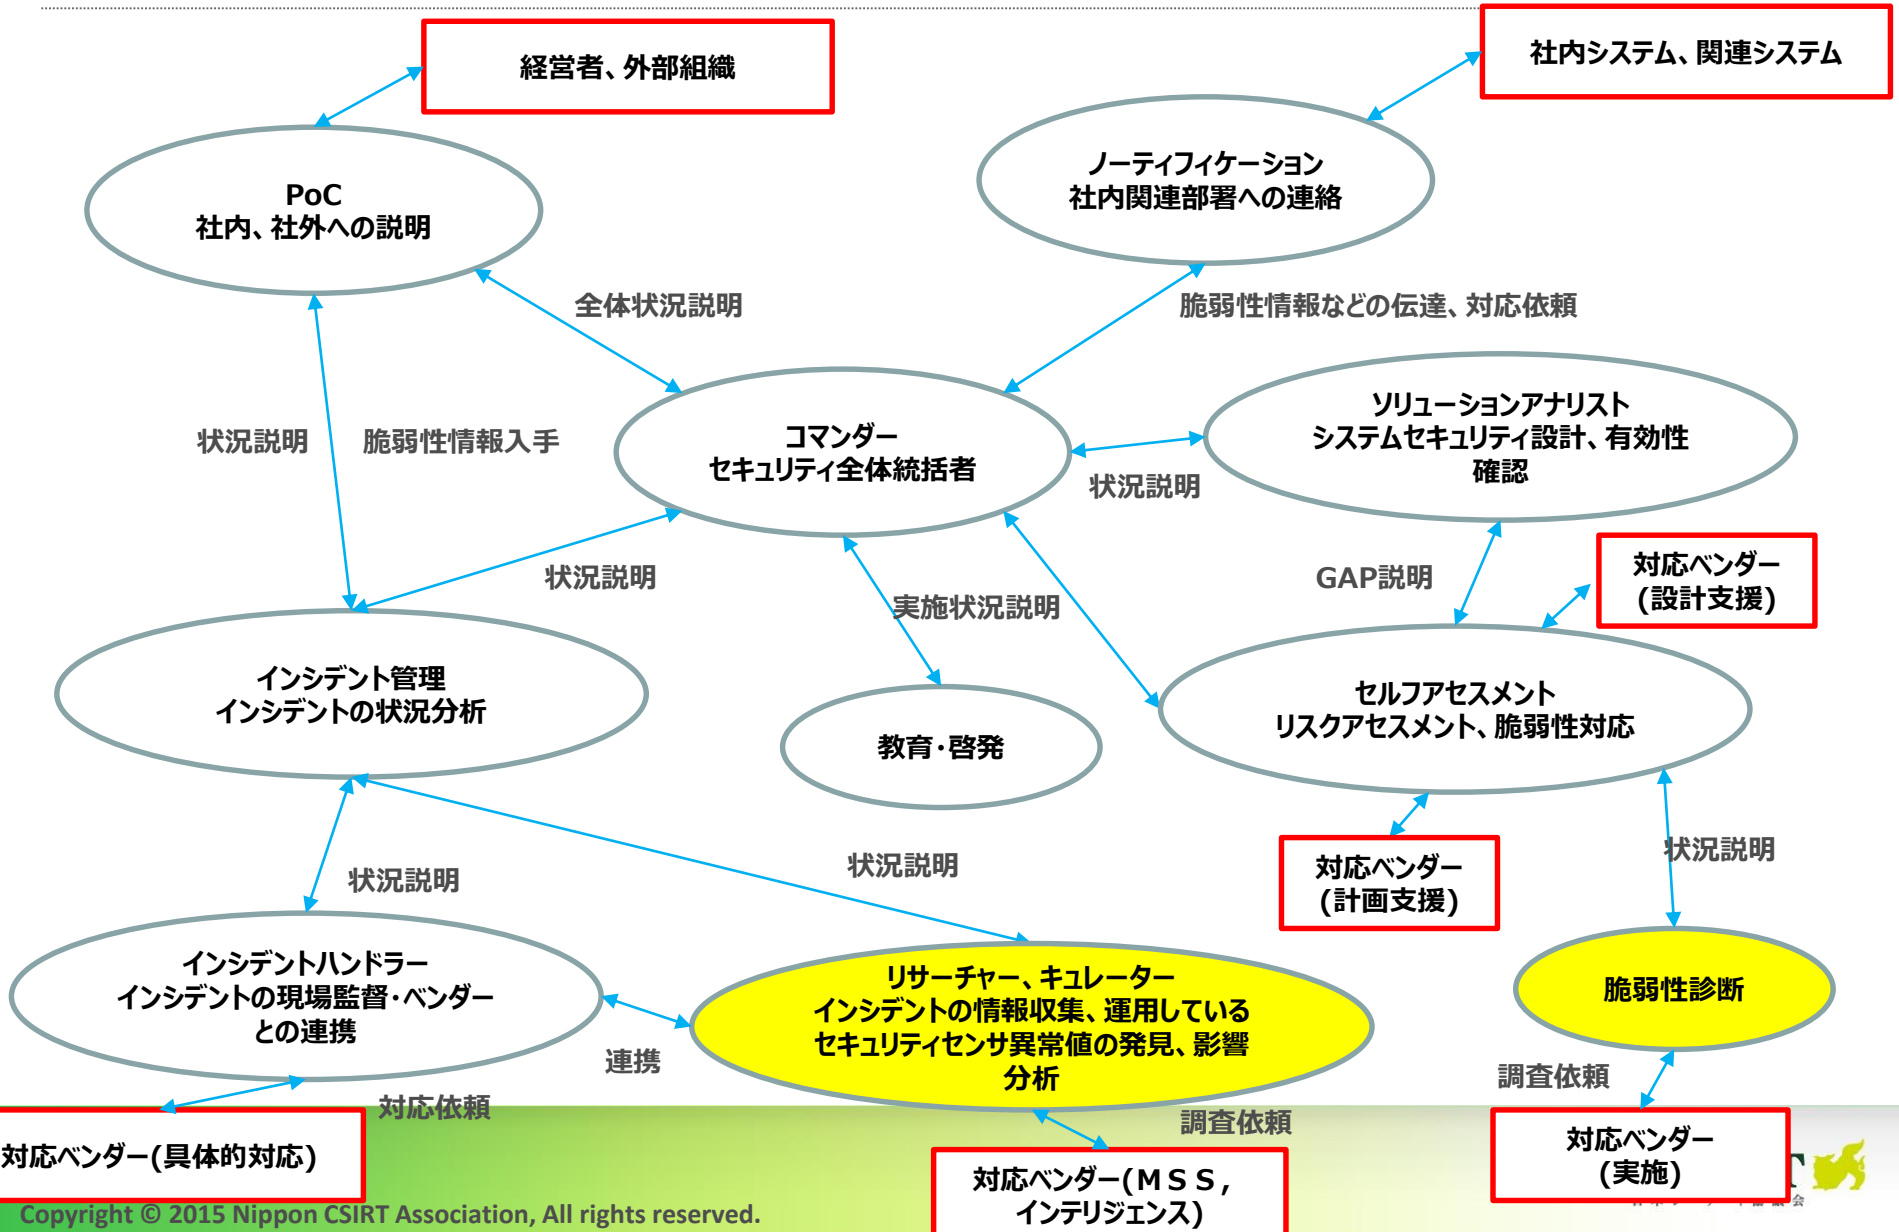 経営者、外部組織
社内システム、関連システム
PoC
社内、社外への説明
ノーティフィケーション
社内関連部署への連絡
全体状況説明
脆弱性情報などの伝達、対応依頼
状況説明
脆弱性情報入手
コマンダー
セキュリティ全体統括者
状況説明
ソリューションアナリスト
システムセキュリティ設計、有効性
確認
状況説明
実施状況説明
GAP説明
対応ベンダー
(設計支援)
インシデント管理
インシデントの状況分析
教育・啓発
セルフアセスメント
リスクアセスメント、脆弱性対応
状況説明
状況説明
対応ベンダー
(計画支援)
状況説明
インシデントハンドラー
インシデントの現場監督・ベンダー
との連携
連携
リサーチャー、キュレーター
インシデントの情報収集、運用している
セキュリティセンサ異常値の発見、影響
分析
脆弱性診断
対応依頼
調査依頼
調査依頼
対応ベンダー(具体的対応)
対応ベンダー(ＭＳＳ,
インテリジェンス)
対応ベンダー
(実施)
Copyright © 2015 Nippon CSIRT Association, All rights reserved.